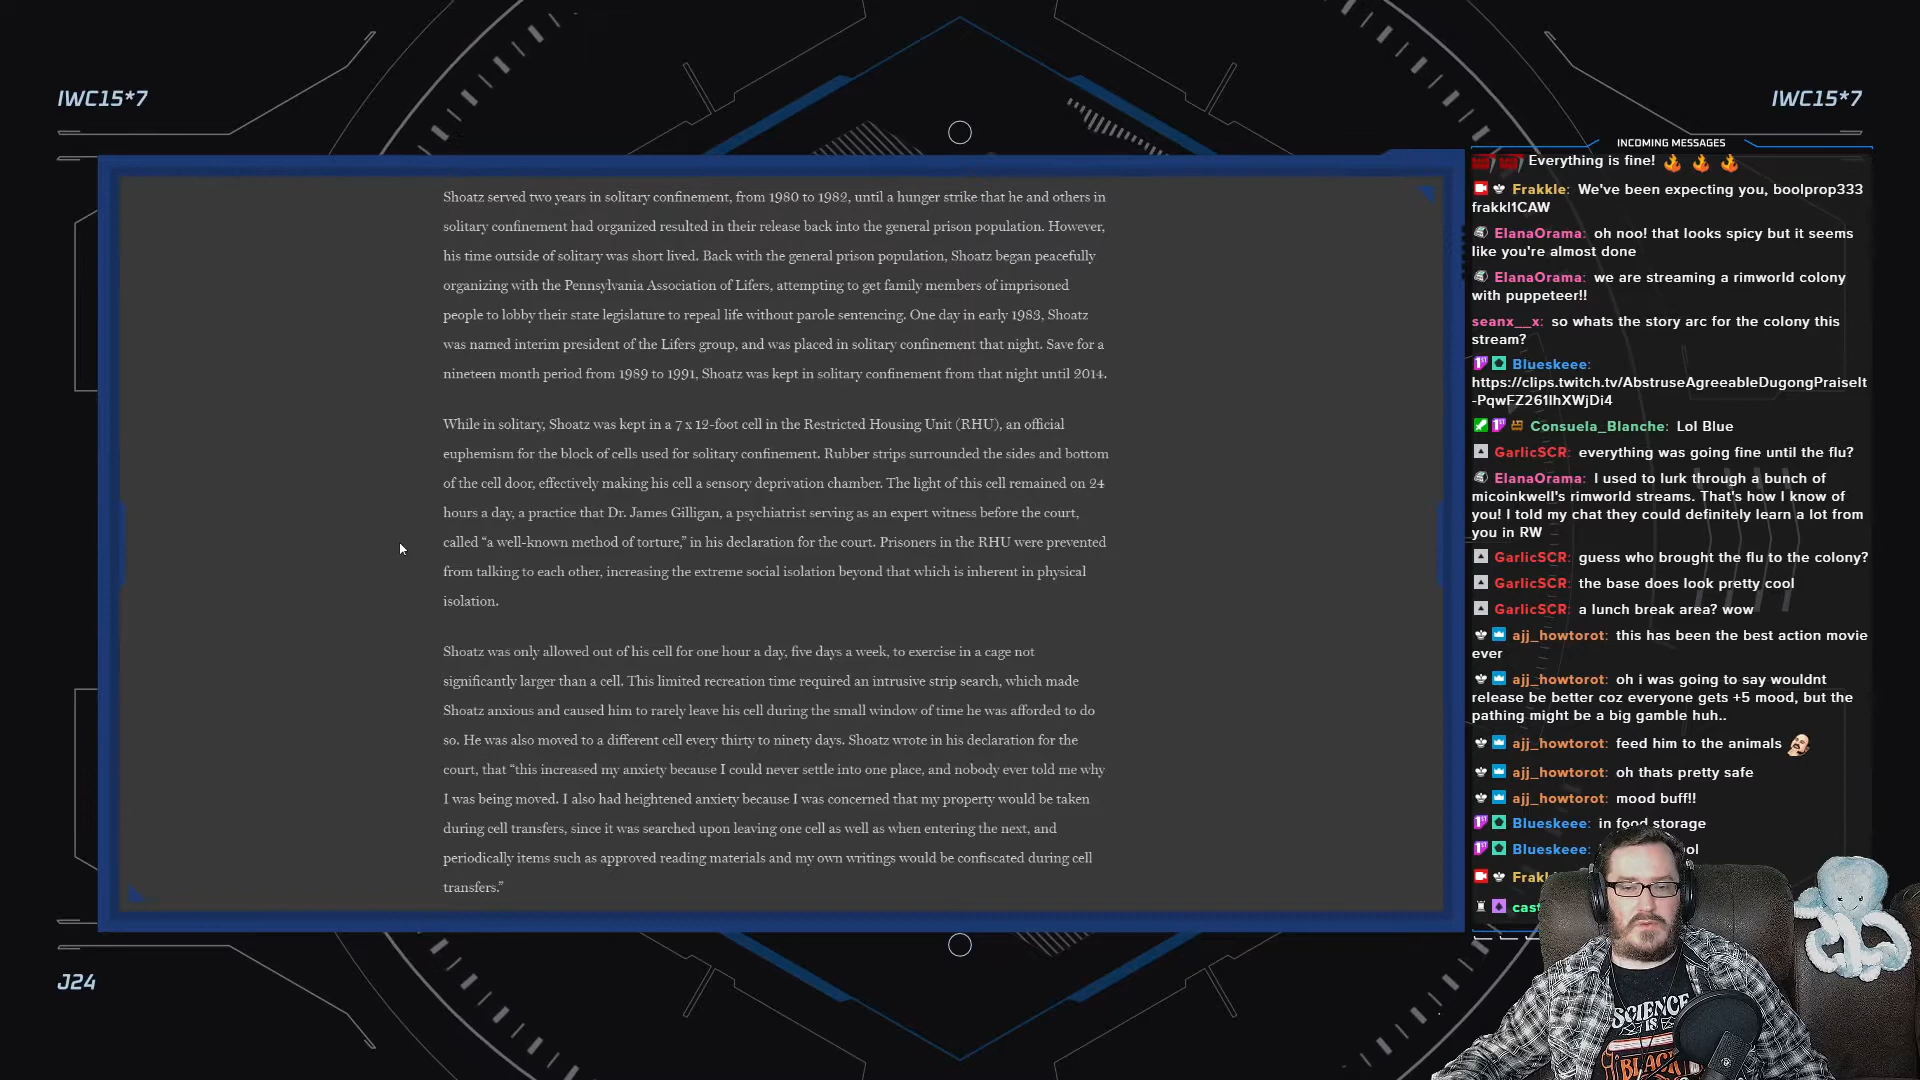 IWC15*7
IWC15*7
Shoatz served two years in solitary confinement, from 1980 to 1982, until a hunger strike that he and others in
solitary confinement had organized resulted in their release back into the general prison population. However,
his time outside of solitary was short lived. Back with the general prison population, Shoatz began peacefully
organizing with the Pennsylvania Association of Lifers, attempting to get family members of imprisoned
people to lobby their state legislature to repeal life without parole sentencing. One day in early 1983, Shoatz
was named interim president of the Lifers group, and was placed in solitary confinement that night. Save for a
nineteen month period from 1989 to 1991, Shoatz was kept in solitary confinement from that night until 2014.
While in solitary, Shoatz was kept in a 7 x 12-foot cell in the Restricted Housing Unit (RHU), an official
euphemism for the block of cells used for solitary confinement. Rubber strips surrounded the sides and bottom
of the cell door, effectively making his cell a sensory deprivation chamber. The light of this cell remained on 24
hours a day, a practice that Dr. James Gilligan, a psychiatrist serving as an expert witness before the court,
called “a well-known method of torture,” in his declaration for the court. Prisoners in the RHU were prevented
from talking to each other, increasing the extreme social isolation beyond that which is inherent in physical
isolation.
Shoatz was only allowed out of his cell for one hour a day, five days a week, to exercise in a cage not
significantly larger than a cell. This limited recreation time required an intrusive strip search, which made
Shoatz anxious and caused him to rarely leave his cell during the small window of time he was afforded to do
so. He was also moved to a different cell every thirty to ninety days. Shoatz wrote in his declaration for the
court, that “this increased my anxiety because I could never settle into one place, and nobody ever told me why
I was being moved. I also had heightened anxiety because I was concerned that my property would be taken
during cell transfers, since it was searched upon leaving one cell as well as when entering the next, and
periodically items such as approved reading materials and my own writings would be confiscated during cell
transfers.”
INCOMING MESSAGES
Everything is fine!
Frakkle: We've been expecting you, boolprop333
frakkl1CAW
ElanaOrama: oh noo! that looks spicy but it seems
like you're almost done
ElanaOrama: we are streaming a rimworld colony
with puppeteer!!
seanx__x: so whats the story arc for the colony this
stream?
Blueskeee:
https://clips.twitch.tv/AbstruseAgreeableDugongPraiseIt
Consuela_Blanche: Lol Blue
GarlicSCR: everything was going fine until the flu?
ElanaOrama: I used to lurk through a bunch of
micoinkwell's rimworld streams. That's how I know of
you! I told my chat they could definitely learn a lot from
you in RW
GarlicSCR: guess who brought the flu to the colony?
GarlicSCR: the base does look pretty cool
GarlicSCR: a lunch break area? wow
ajj_howtorot: this has been the best action movie
ever
ajj_howtorot: oh i was going to say wouldnt
release be better coz everyone gets +5 mood, but the
pathing might be a big gamble huh..
ajj_howtorot: feed him to the animals
ajj_howtorot: oh thats pretty safe
ajj_howtorot: mood buff!!
Blueskeee: in food storage
Blueskeee:
J24
SCIENCE
IS